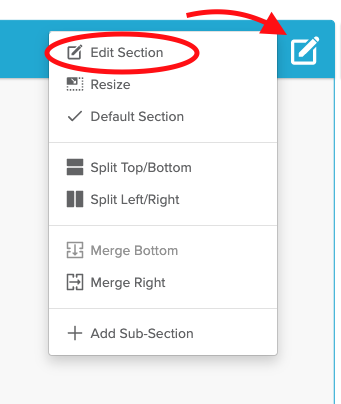 Edit Section
Resize
Default Section
Split Top/Bottom
Split Left/Right
Merge Bottom
Merge Right
Add Sub-Section